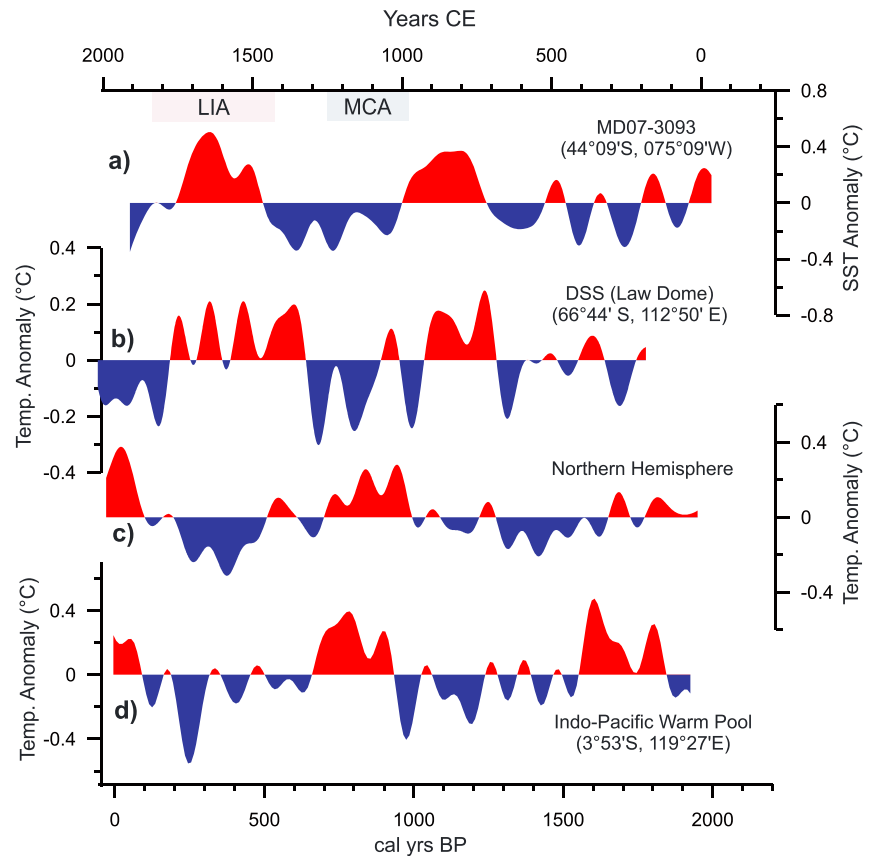 Years CE
2000 1500 1000 500 0
LIA MCA
0.8
0.4
0
-0.4
-0.8
SST Anomaly (°C)
a)
MD07-3093
(44°09'S, 075°09'W)
0.4
0.2
0
-0.2
-0.4
Temp. Anomaly (°C)
b)
DSS (Law Dome)
(66°44' S, 112°50' E)
0.4
0
-0.4
Temp. Anomaly (°C)
Northern Hemisphere
c)
0.4
0
-0.4
Temp. Anomaly (°C)
d)
Indo-Pacific Warm Pool
(3°53'S, 119°27'E)
0 500 1000 1500 2000
cal yrs BP